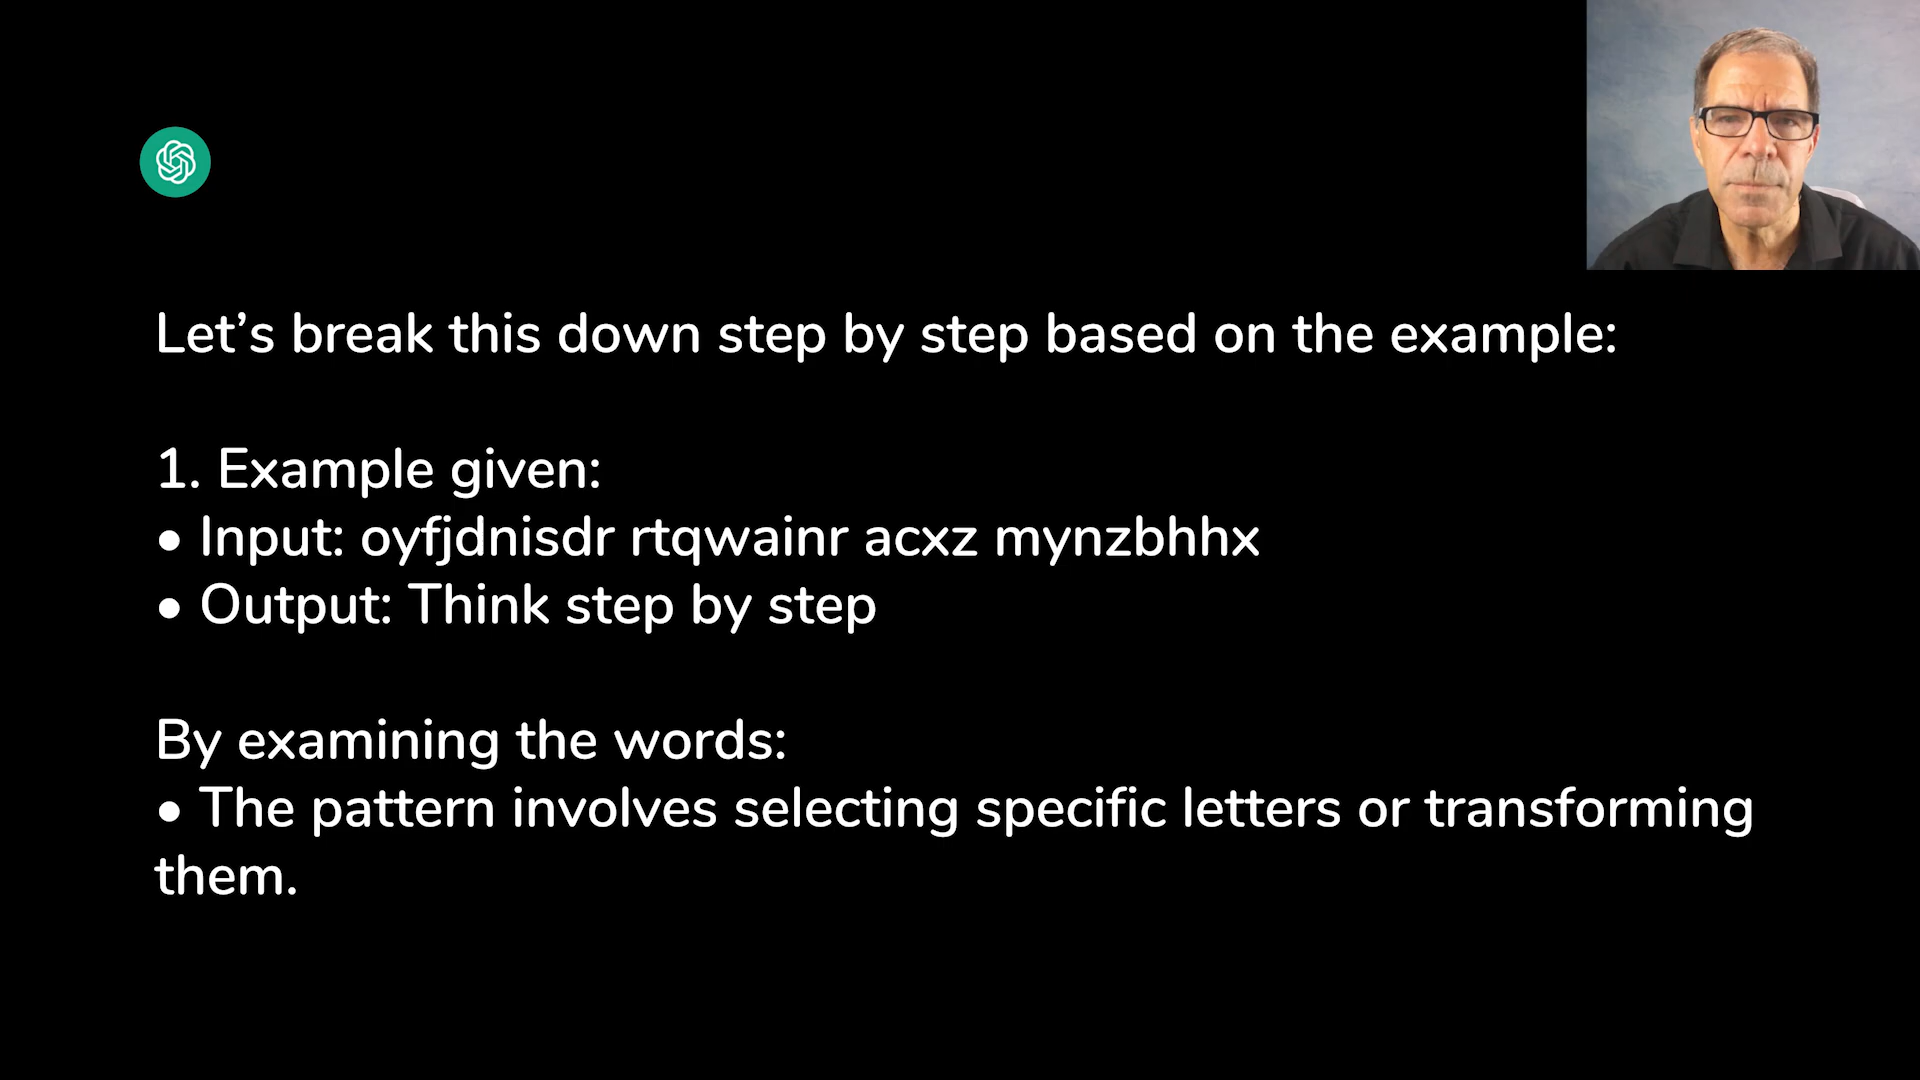 Let’s break this down step by step based on the example:
1. Example given:
• Input: oyfjdnisdr rtqwainr acxz mynzbhhx
• Output: Think step by step
By examining the words:
• The pattern involves selecting specific letters or transforming
them.